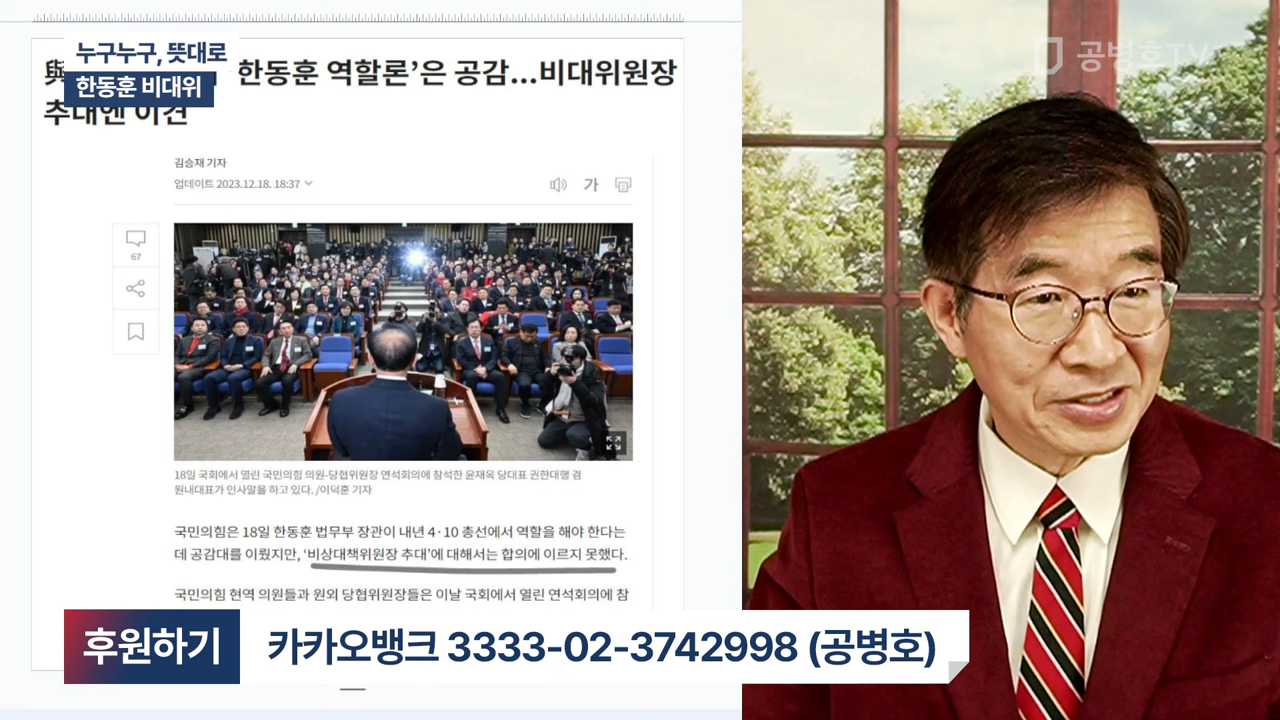 누구누구, 뜻대로
한동훈 비대위
與
한동훈 역할론’은 공감...비대위원장
추대엔 이견
공병호TV
김승재 기자
업데이트 2023.12.18. 18:37
가
67
18일 국회에서 열린 국민의힘 의원-당협위원장 연석회의에 참석한 윤재옥 당대표 권한대행 겸
원내대표가 인사말을 하고 있다. /이덕훈 기자
국민의힘은 18일 한동훈 법무부 장관이 내년 4·10 총선에서 역할을 해야 한다는
데 공감대를 이뤘지만, ‘비상대책위원장 추대’에 대해서는 합의에 이르지 못했다.
국민의힘 현역 의원들과 원외 당협위원장들은 이날 국회에서 열린 연석회의에 참
후원하기
카카오뱅크 3333-02-3742998 (공병호)